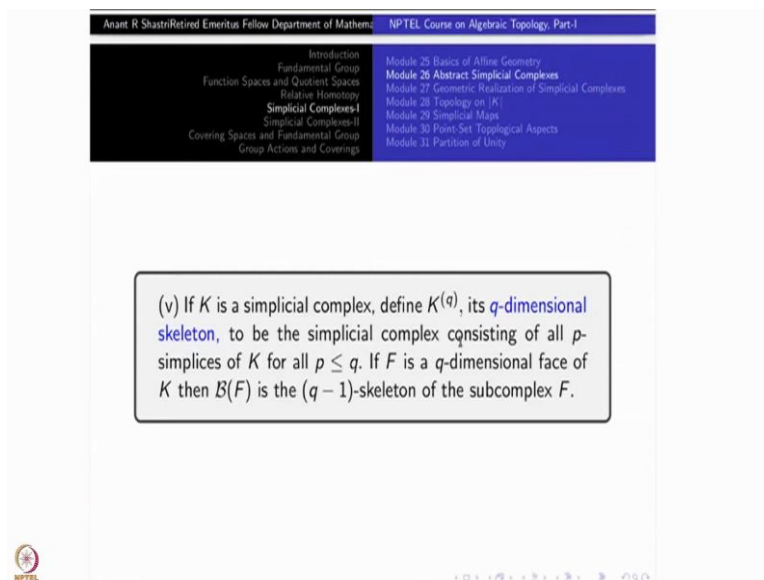 Anant R ShastriRetired Emeritus Fellow Department of Mathema
NPTEL Course on Algebraic Topology, Part-I
Introduction
Fundamental Group
Function Spaces and Quotient Spaces
Relative Homotopy
Simplicial Complexes-I
Simplicial Complexes-II
Covering Spaces and Fundamental Group
Group Actions and Coverings
Module 25 Basics of Affine Geometry
Module 26 Abstract Simplicial Complexes
Module 27 Geometric Realization of Simplicial Complexes
Module 28 Topology on |K|
Module 29 Simplicial Maps
Module 30 Point-Set Topplogical Aspects
Module 31 Partition of Unity
(v) If K is a simplicial complex, define K^(q), its q-dimensional
skeleton, to be the simplicial complex consisting of all p-
simplices of K for all p ≤ q. If F is a q-dimensional face of
K then B(F) is the (q − 1)-skeleton of the subcomplex F.
NPTEL